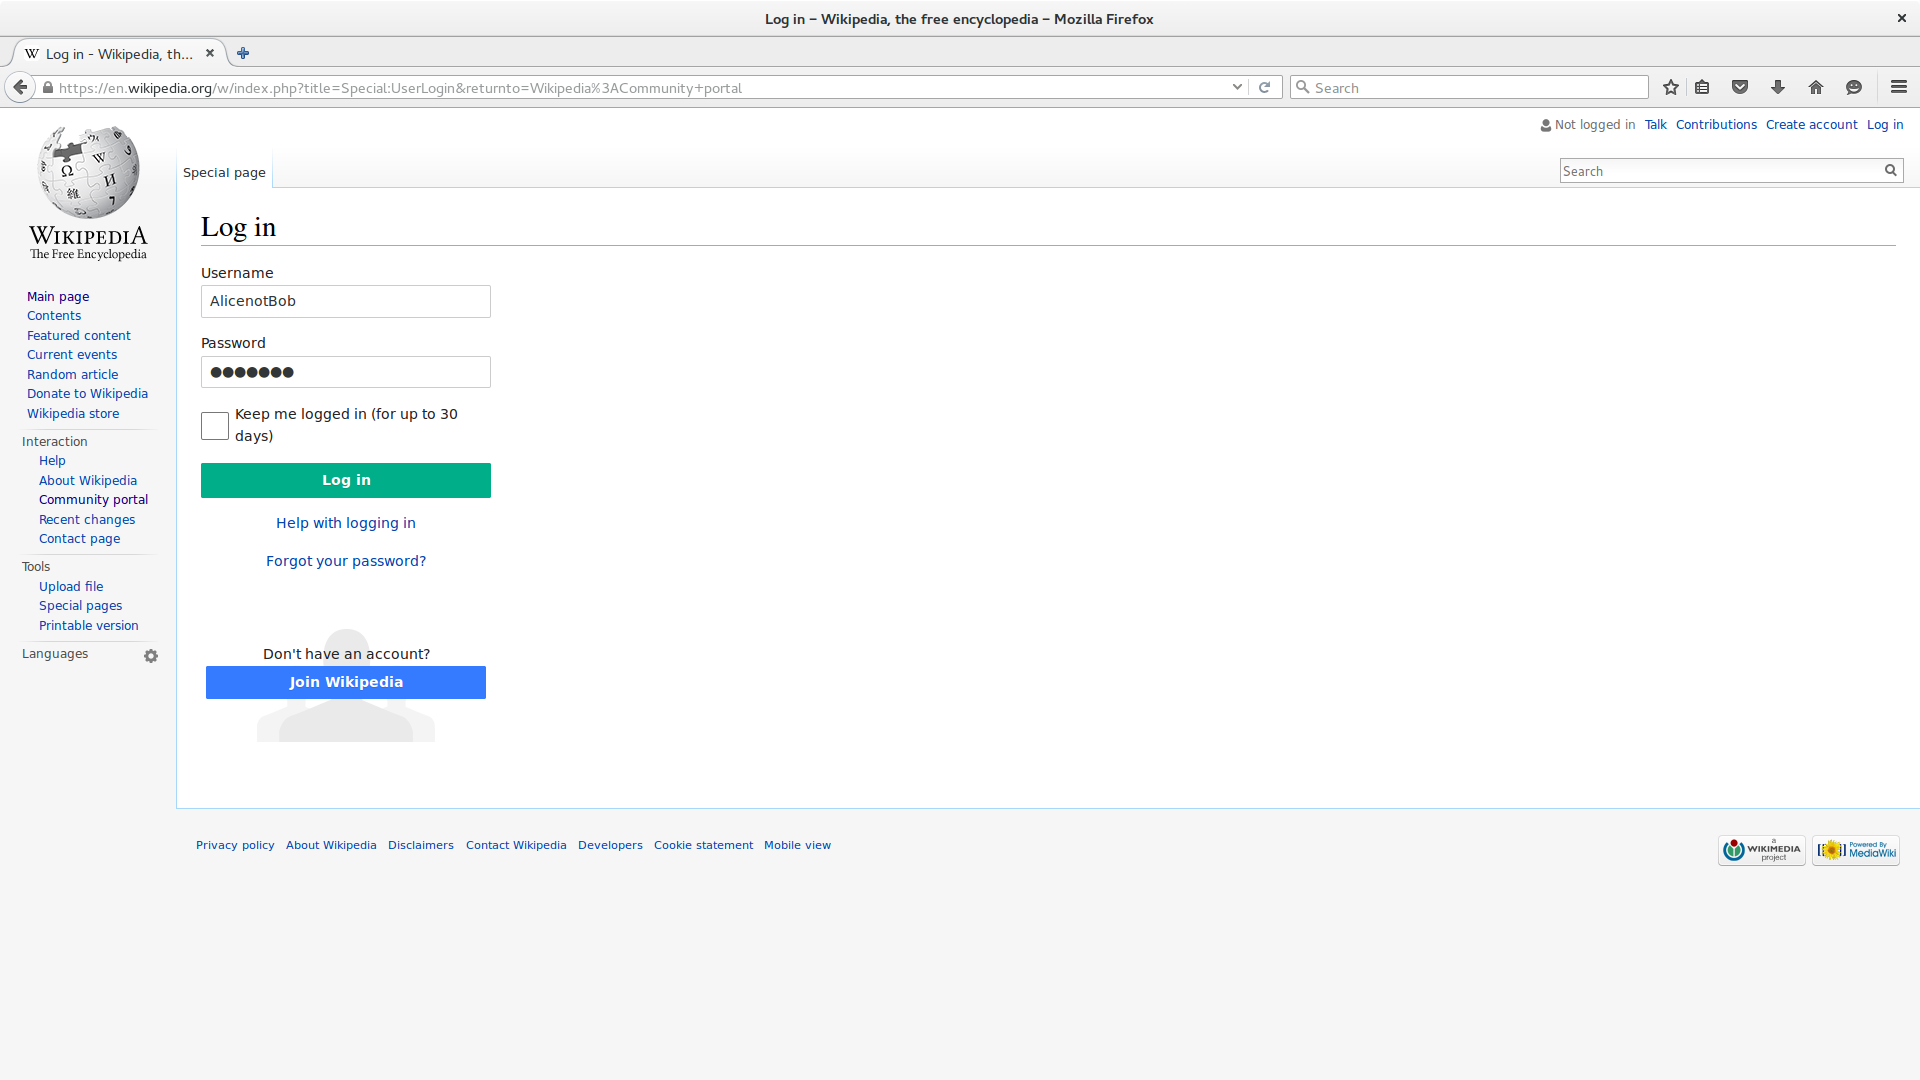 Log in – Wikipedia, the free encyclopedia – Mozilla Firefox
W Log in - Wikipedia, th...
https://en.wikipedia.org/w/index.php?title=Special:UserLogin&returnto=Wikipedia%3ACommunity+portal
Search
Not logged in Talk Contributions Create account Log in
Special page
Search
Ω W И 維 7
WIKIPEDIA
The Free Encyclopedia
Main page
Contents
Featured content
Current events
Random article
Donate to Wikipedia
Wikipedia store
Interaction
Help
About Wikipedia
Community portal
Recent changes
Contact page
Tools
Upload file
Special pages
Printable version
Languages
Log in
Username
AlicenotBob
Password
●●●●●●●
Keep me logged in (for up to 30
days)
Log in
Help with logging in
Forgot your password?
Don't have an account?
Join Wikipedia
Privacy policy About Wikipedia Disclaimers Contact Wikipedia Developers Cookie statement Mobile view
a
WIKIMEDIA
project
Powered By
MediaWiki